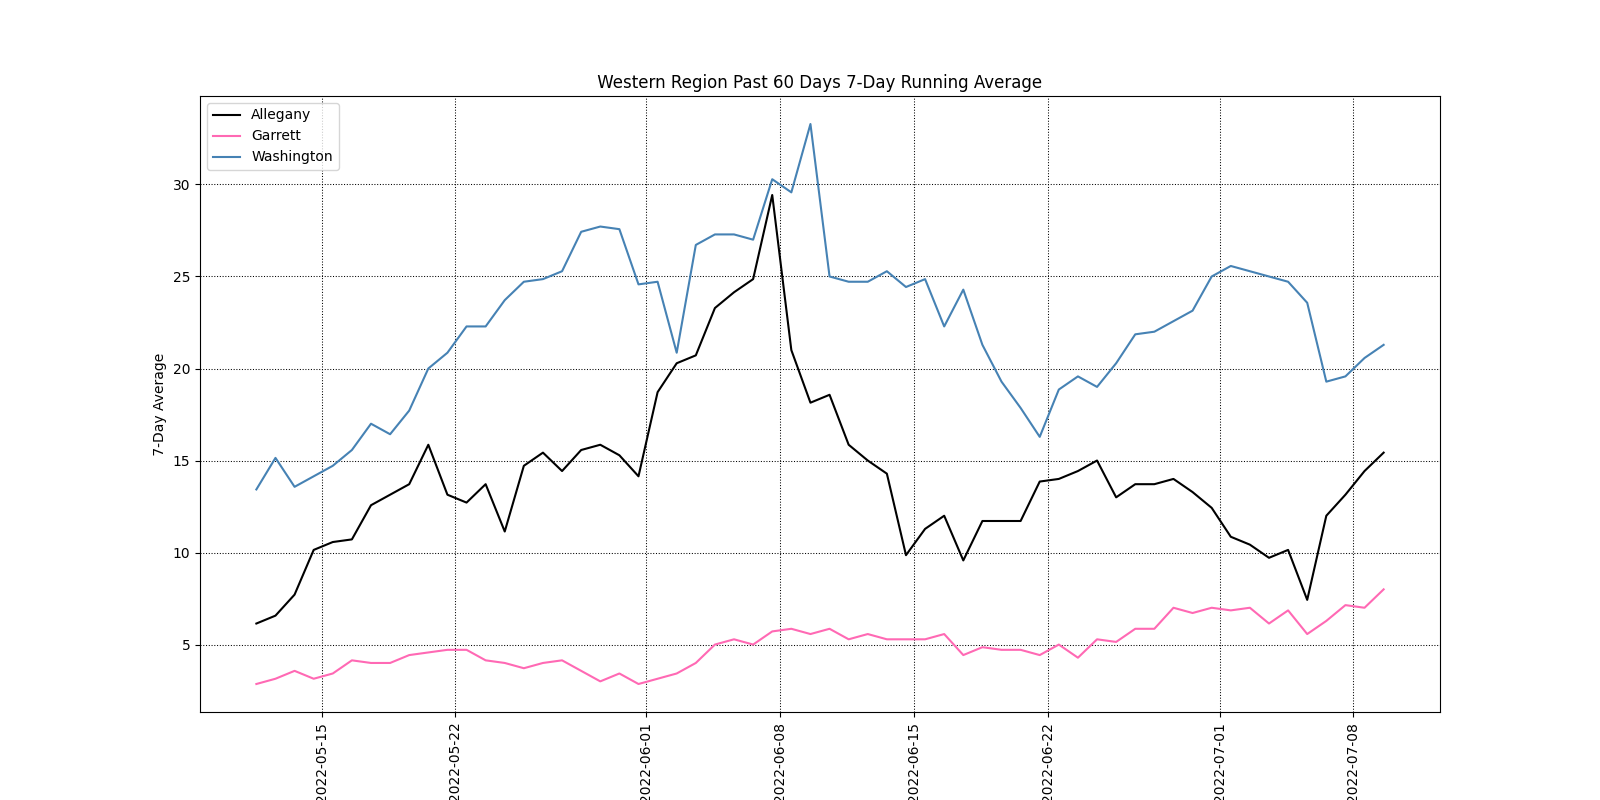 Western Region Past 60 Days 7-Day Running Average
Allegany
Garrett
Washington
7-Day Average
30
25
20
15
10
5
2022-05-15
2022-05-22
2022-06-01
2022-06-08
2022-06-15
2022-06-22
2022-07-01
2022-07-08